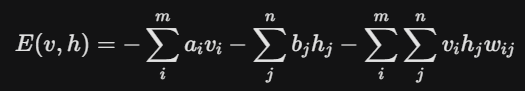 E(v, h) = −∑_{i}^{m} a_i v_i − ∑_{j}^{n} b_j h_j − ∑_{i}^{m} ∑_{j}^{n} v_i h_j w_{ij}